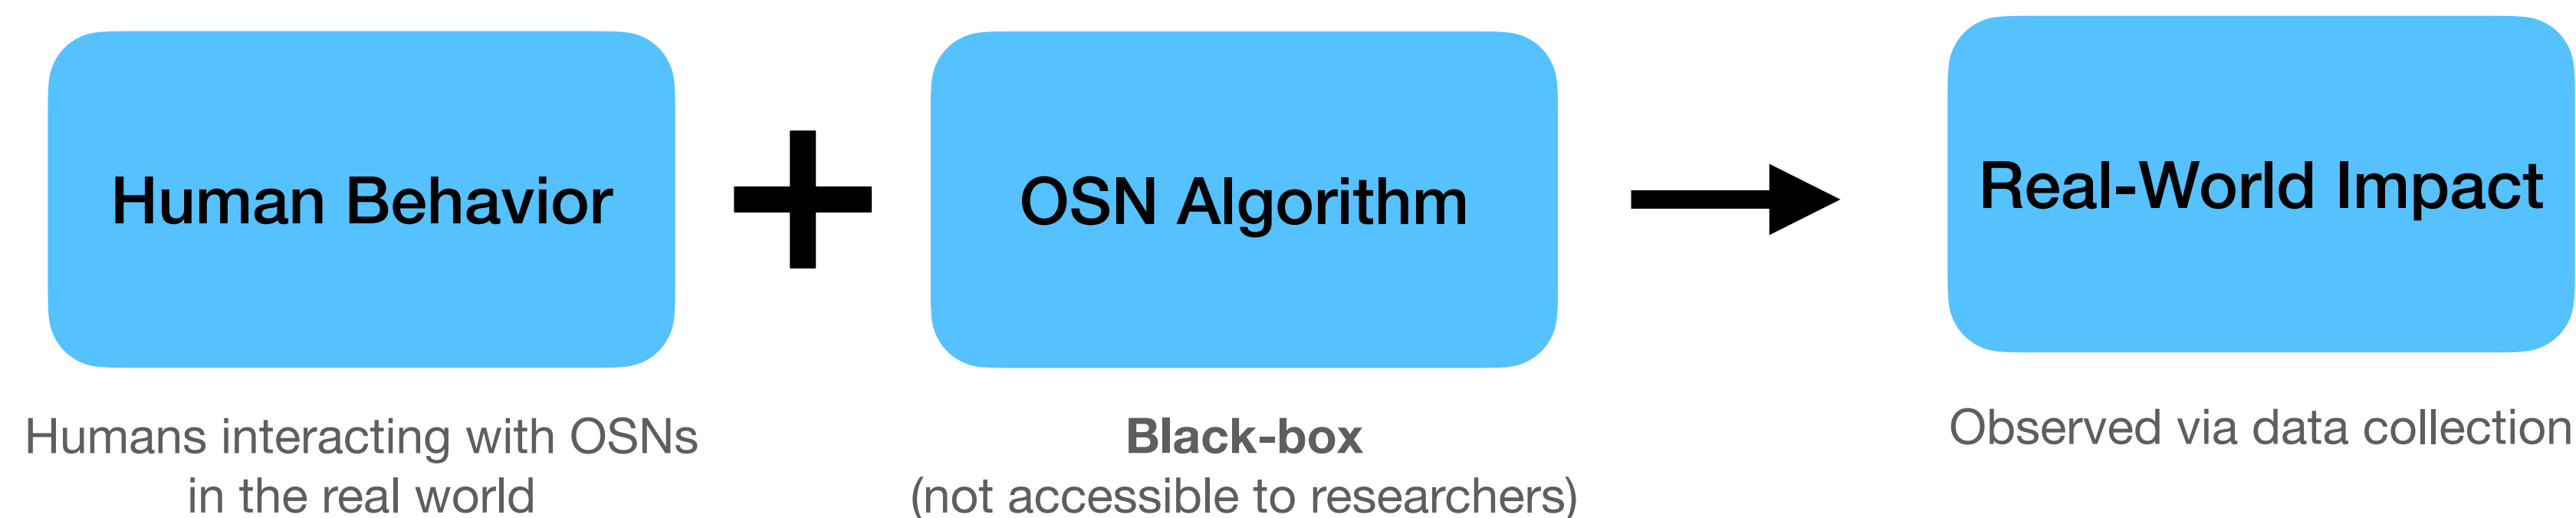 Human Behavior
OSN Algorithm
Real-World Impact
Humans interacting with OSNs
in the real world
Black-box
(not accessible to researchers)
Observed via data collection